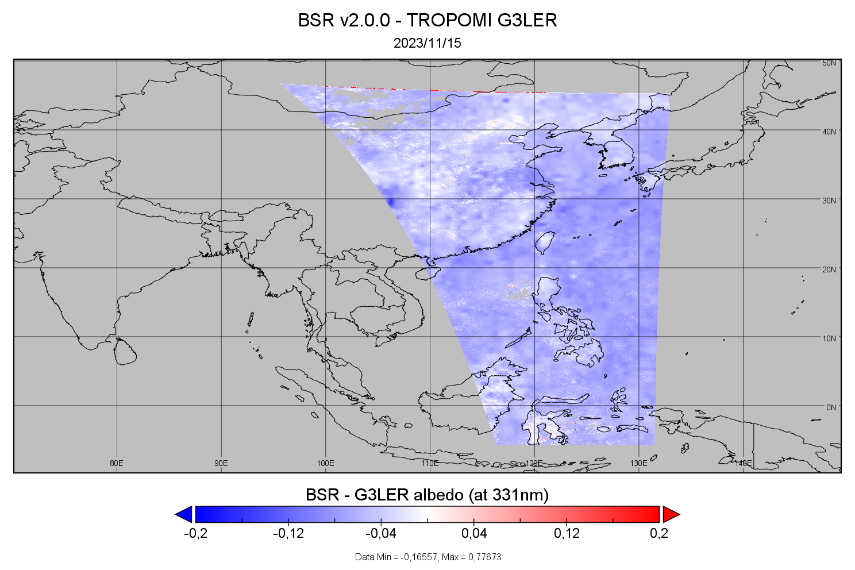 BSR v2.0.0 - TROPOMI G3LER
2023/11/15
50N
40N
30N
20N
10N
0N
80E
90E
100E
110E
120E
130E
BSR - G3LER albedo (at 331nm)
-0,2
-0,12
-0,04
0,04
0,12
0,2
Data Min = -0,16557, Max = 0,77673